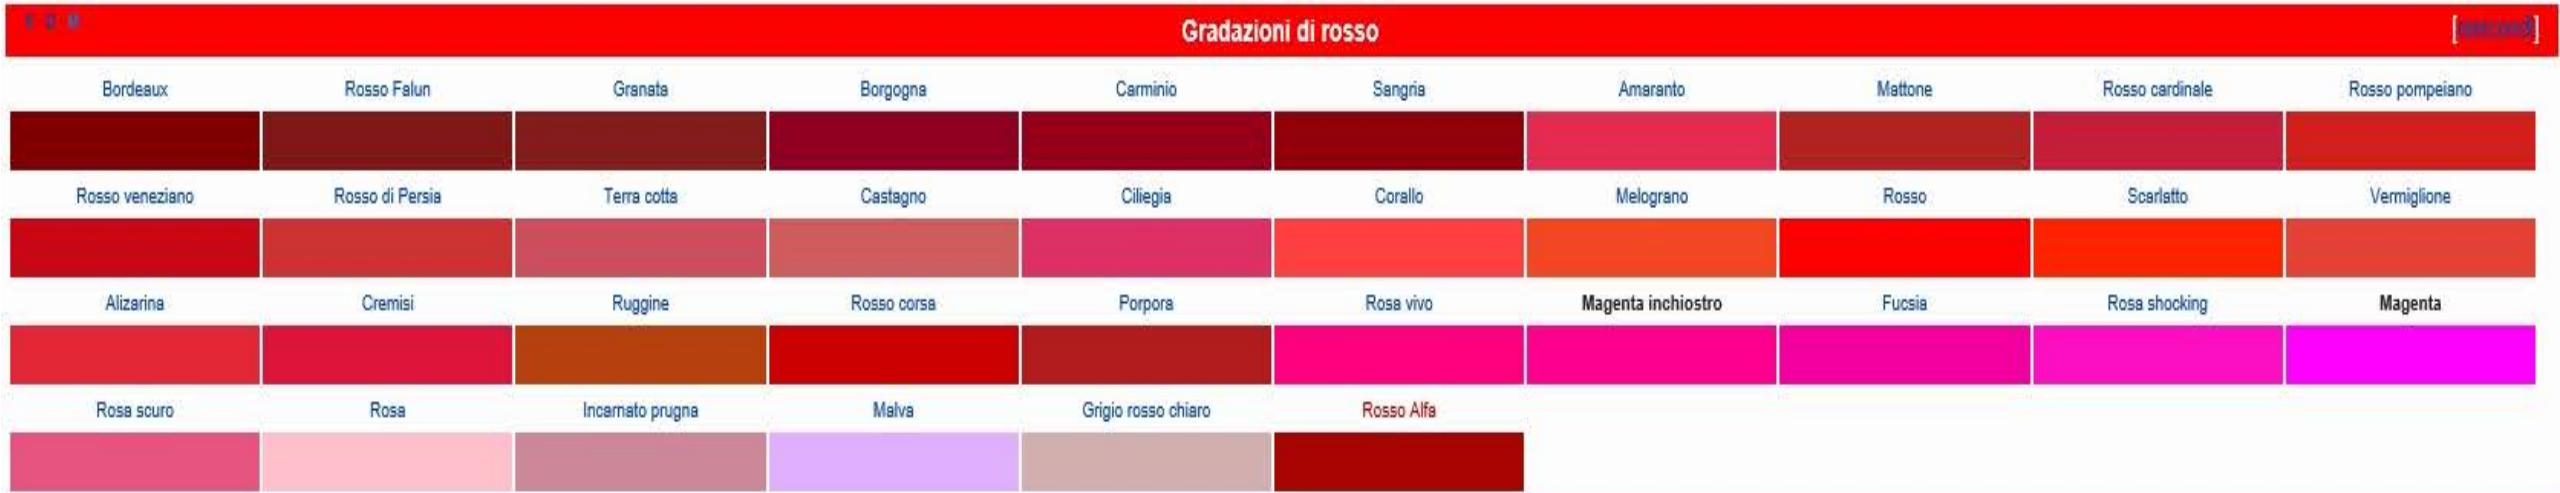 V · D · M Gradazioni di rosso [nascondi]
Bordeaux Rosso Falun Granata Borgogna Carminio Sangria Amaranto Mattone Rosso cardinale Rosso pompeiano
Rosso veneziano Rosso di Persia Terra cotta Castagno Ciliegia Corallo Melograno Rosso Scarlatto Vermiglione
Alizarina Cremisi Ruggine Rosso corsa Porpora Rosa vivo Magenta inchiostro Fucsia Rosa shocking Magenta
Rosa scuro Rosa Incarnato prugna Malva Grigio rosso chiaro Rosso Alfa